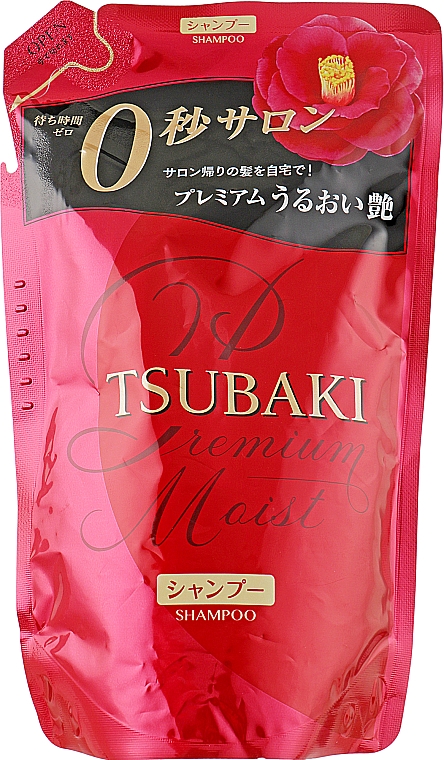 OPEN
シャンプー
SHAMPOO
待ち時間
ゼロ
0秒サロン
サロン帰りの髪を自宅で!
プレミアムうるおい艶
TSUBAKI
Premium
Moist
シャンプー
SHAMPOO